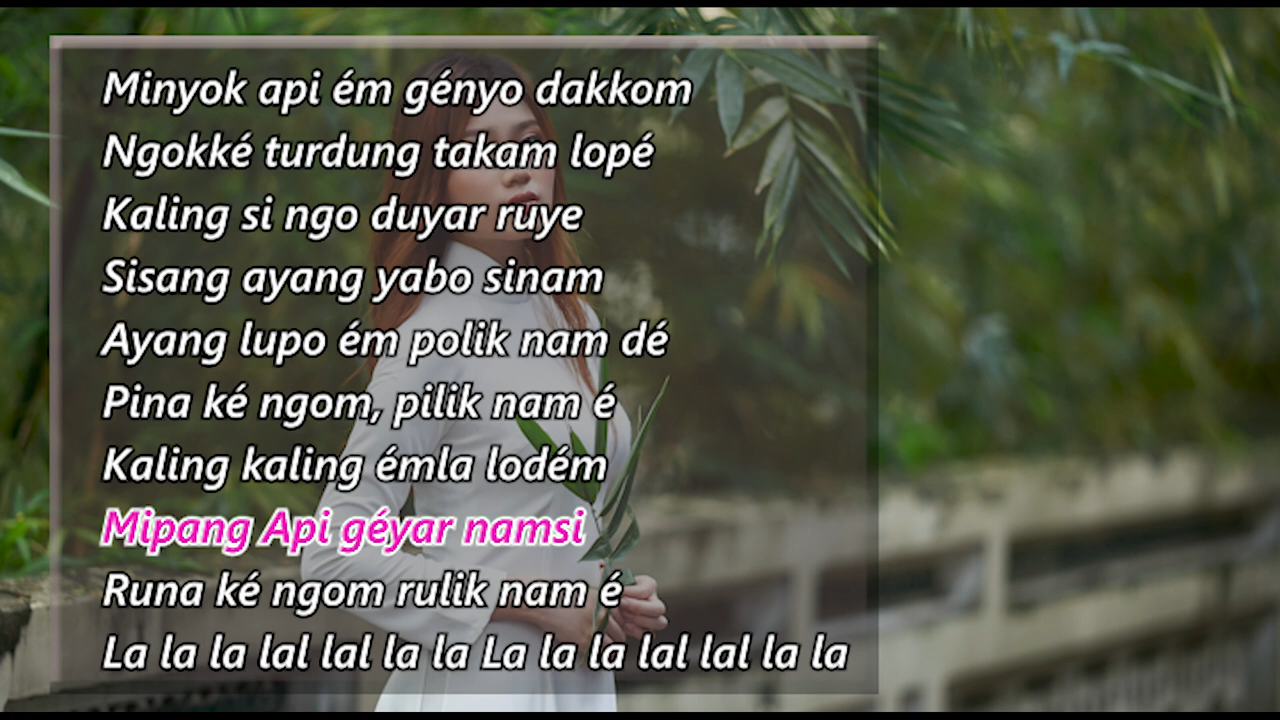 Minyok api ém gényo dakkom
Ngokké turdung takam lopé
Kaling si ngo duyar ruye
Sisang ayang yabo sinam
Ayang lupo ém polik nam dé
Pina ké ngom, pilik nam é
Kaling kaling émla lodém
Mipang Api géyar namsi
Runa ké ngom rulik nam é
La la la lal lal la la La la la lal lal la la